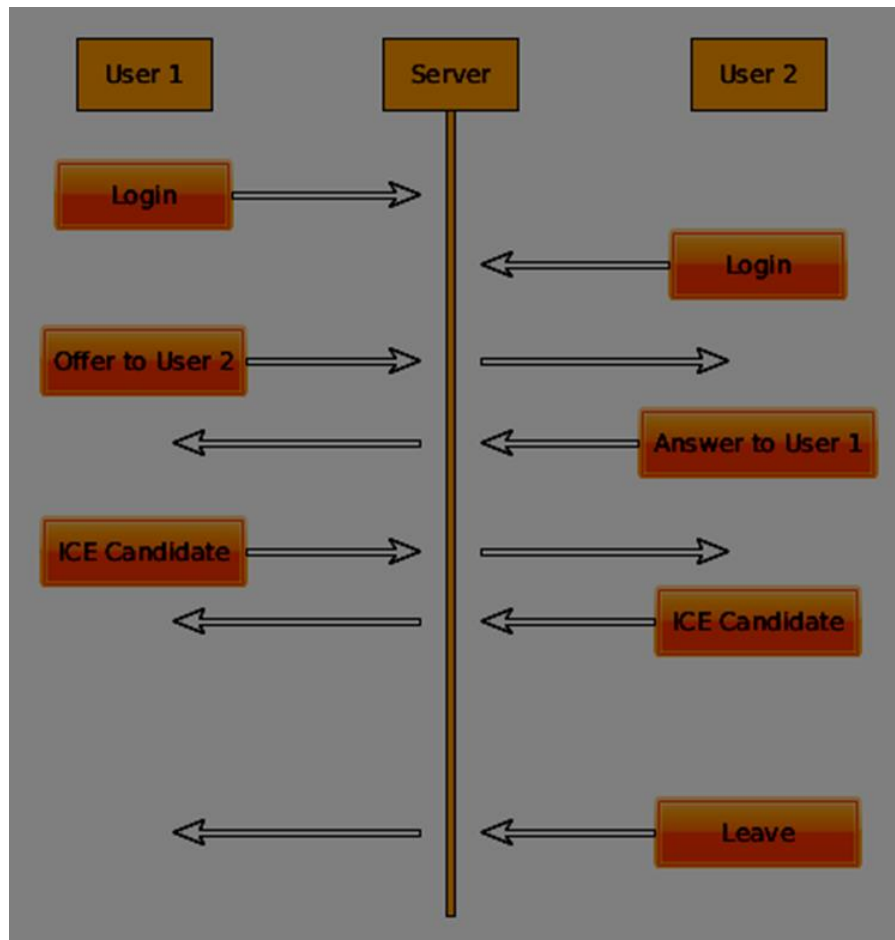 User 1
Server
User 2
Login
Login
Offer to User 2
Answer to User 1
ICE Candidate
ICE Candidate
Leave